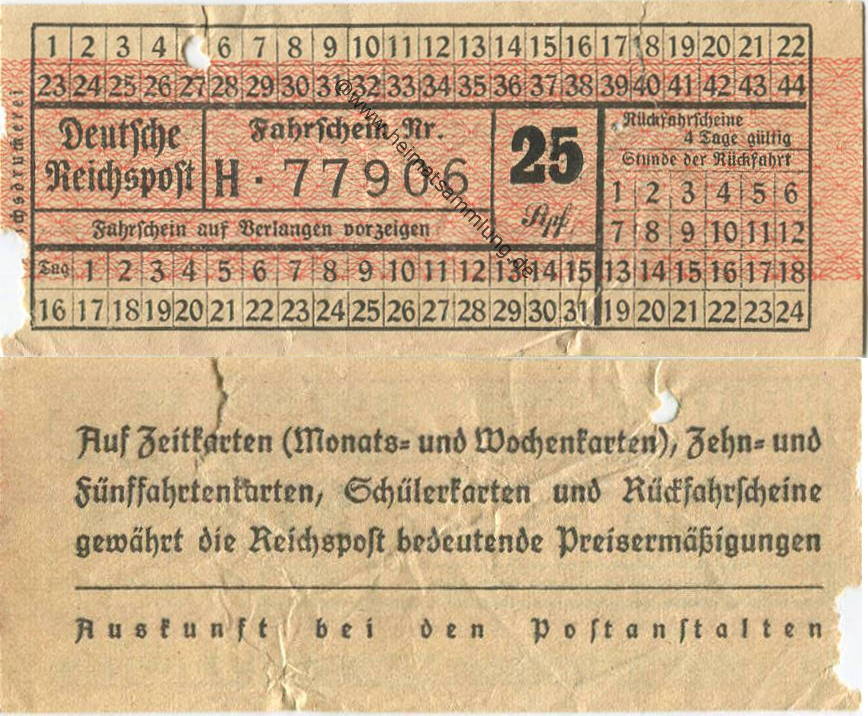 1 2 3 4 6 7 8 9 10 11 12 13 14 15 16 17 18 19 20 21 22
23 24 25 26 27 28 29 30 31 32 33 34 35 36 37 38 39 40 41 42 43 44
chsdruckerei
Deutsche
Reichspost
Fahrschein Nr.
H · 77906
25
Rpf.
Rückfahrscheine
4 Tage gültig
Stunde der Rückfahrt
1 2 3 4 5 6
7 8 9 10 11 12
Fahrschein auf Verlangen vorzeigen
Tag 1 2 3 4 5 6 7 8 9 10 11 12 13 14 15 13 14 15 16 17 18
16 17 18 19 20 21 22 23 24 25 26 27 28 29 30 31 19 20 21 22 23 24
@www.heimatsammlung.de
Auf Zeitkarten (Monats- und Wochenkarten), Zehn- und
Fünffahrtenkarten, Schülerkarten und Rückfahrscheine
gewährt die Reichspost bedeutende Preisermäßigungen
Auskunft bei den Postanstalten